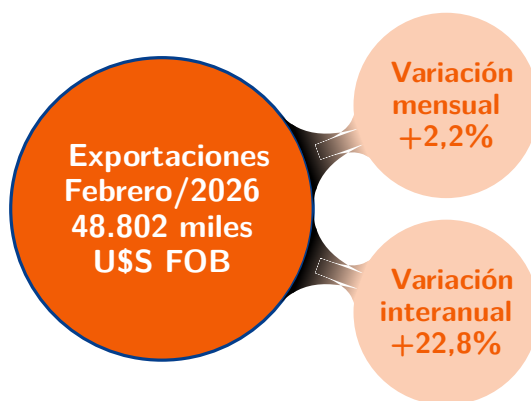 Exportaciones
Febrero/2026
48.802 miles
U$S FOB
Variación
mensual
+2,2%
Variación
interanual
+22,8%